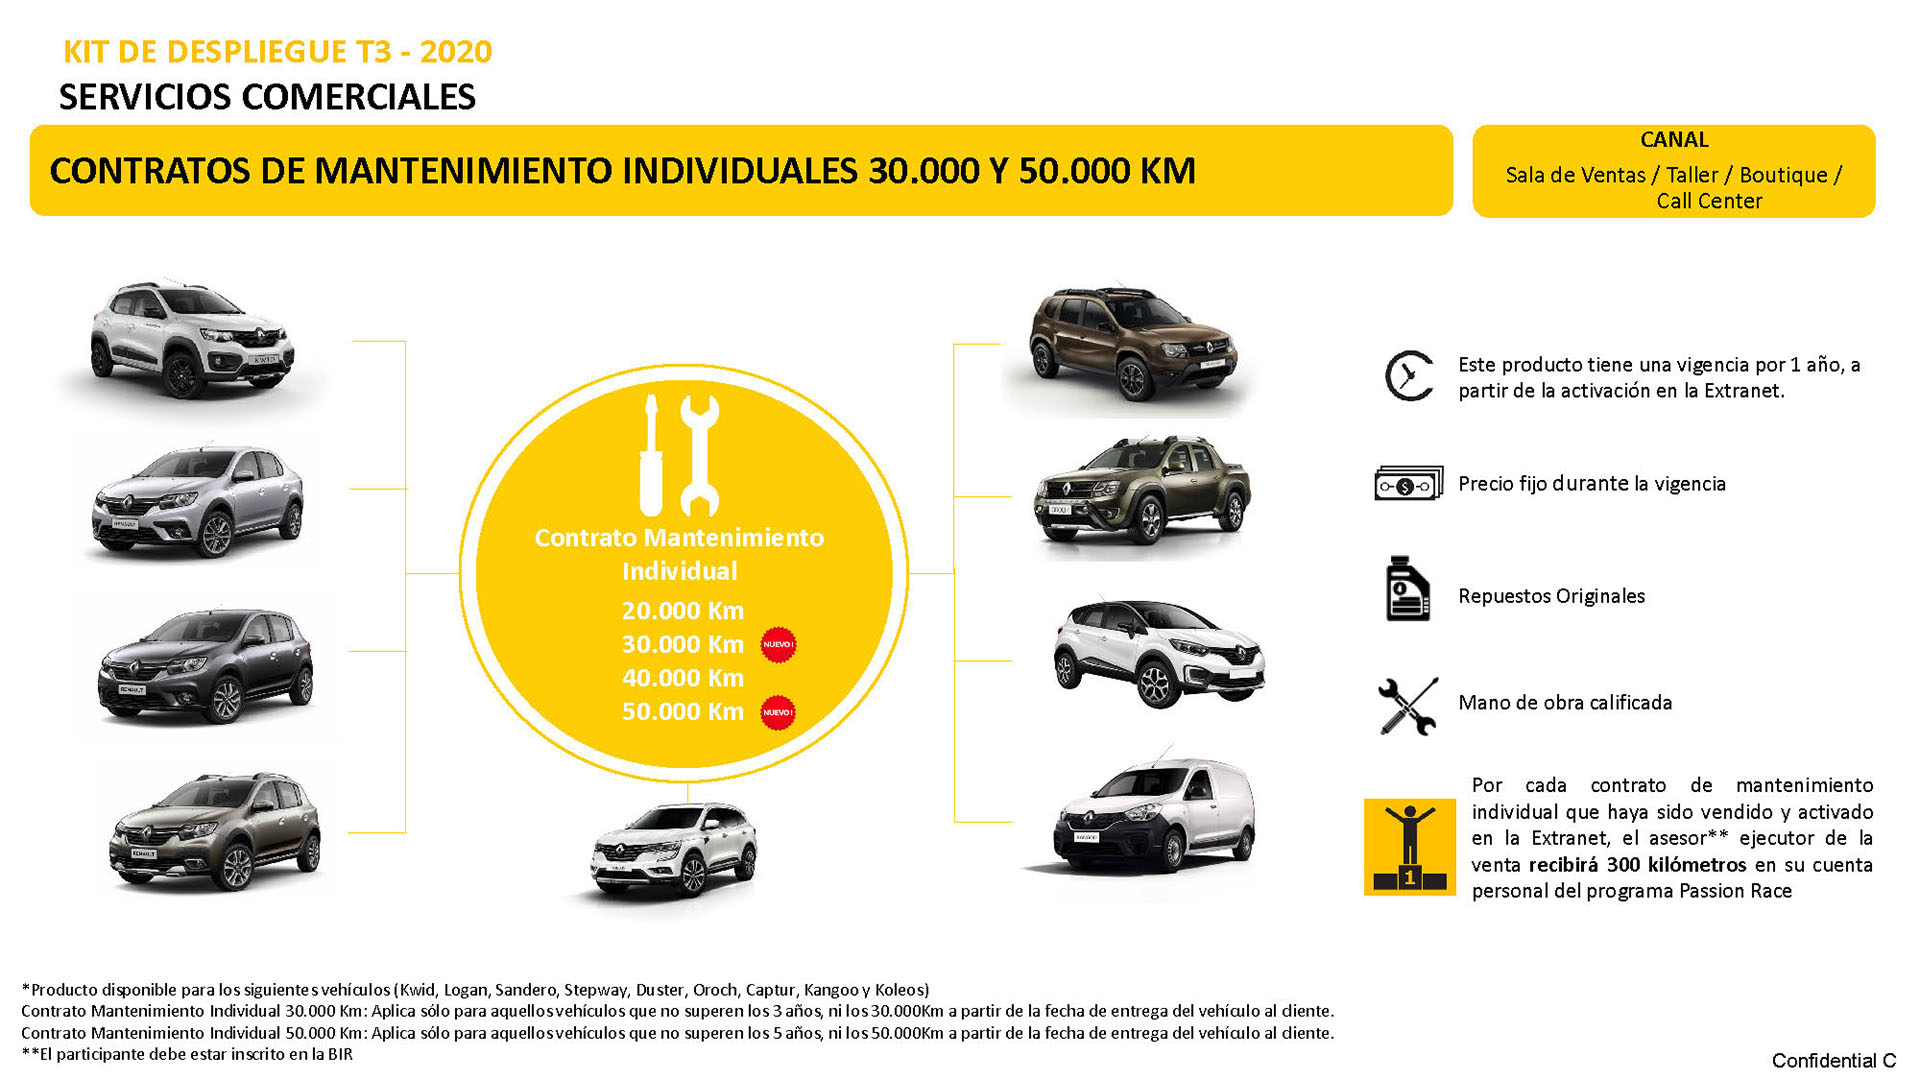 KIT DE DESPLIEGUE T3 - 2020
SERVICIOS COMERCIALES
CONTRATOS DE MANTENIMIENTO INDIVIDUALES 30.000 Y 50.000 KM
CANAL
Sala de Ventas / Taller / Boutique /
Call Center
KWID
RENAULT
RENAULT
RENAULT
Contrato Mantenimiento
Individual
20.000 Km
30.000 Km
NUEVO!
40.000 Km
50.000 Km
NUEVO!
OROCH
KANGOO
Este producto tiene una vigencia por 1 año, a
partir de la activación en la Extranet.
$
Precio fijo durante la vigencia
Repuestos Originales
Mano de obra calificada
1
Por cada contrato de mantenimiento
individual que haya sido vendido y activado
en la Extranet, el asesor** ejecutor de la
venta recibirá 300 kilómetros en su cuenta
personal del programa Passion Race
*Producto disponible para los siguientes vehículos (Kwid, Logan, Sandero, Stepway, Duster, Oroch, Captur, Kangoo y Koleos)
Contrato Mantenimiento Individual 30.000 Km: Aplica sólo para aquellos vehículos que no superen los 3 años, ni los 30.000Km a partir de la fecha de entrega del vehículo al cliente.
Contrato Mantenimiento Individual 50.000 Km: Aplica sólo para aquellos vehículos que no superen los 5 años, ni los 50.000Km a partir de la fecha de entrega del vehículo al cliente.
**El participante debe estar inscrito en la BIR
Confidential C